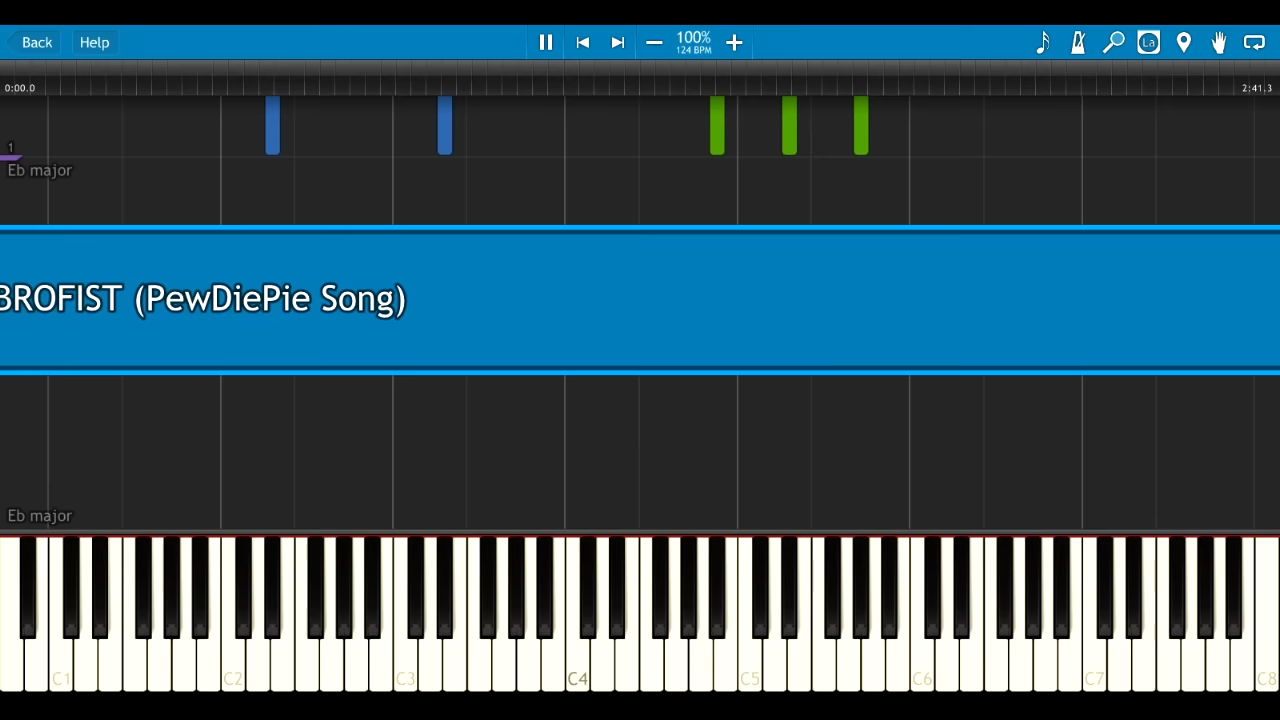 Back Help 100% La
124 BPM
0:00.0 2:41.3
1
Eb major
BROFIST (PewDiePie Song)
Eb major
C1 C2 C3 C4 C5 C6 C7 C8